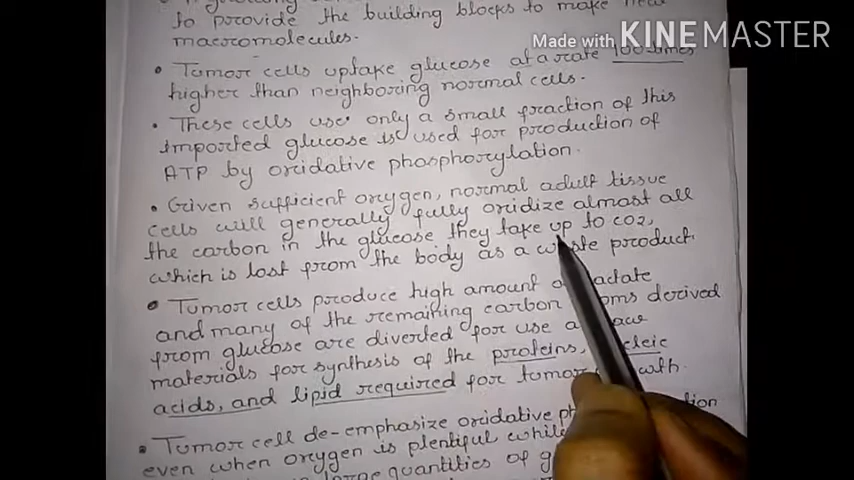 to provide the building blocks to make new
macromolecules.
Made with KINEMASTER
• Tumor cells uptake glucose at a rate 100-times
higher than neighboring normal cells.
• These cells use only a small fraction of this
imported glucose is used for production of
ATP by oxidative phosphorylation.
• Given sufficient oxygen, normal adult tissue
cells will generally fully oxidize almost all
the carbon in the glucose they take up to CO2,
which is lost from the body as a waste product.
• Tumor cells produce high amount of lactate
and many of the remaining carbon atoms derived
from glucose are diverted for use a
materials for synthesis of the proteins, nucleic
acids, and lipid required for tumor growth.
• Tumor cell de-emphasize oxidative
even when oxygen is plentiful while
large quantities of